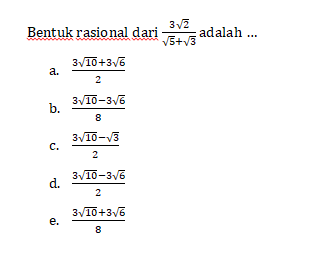 Bentuk rasional dari 3√2/(√5+√3) adalah ...
a. (3√10+3√6)/2
b. (3√10−3√6)/8
c. (3√10−√3)/2
d. (3√10−3√6)/2
e. (3√10+3√6)/8